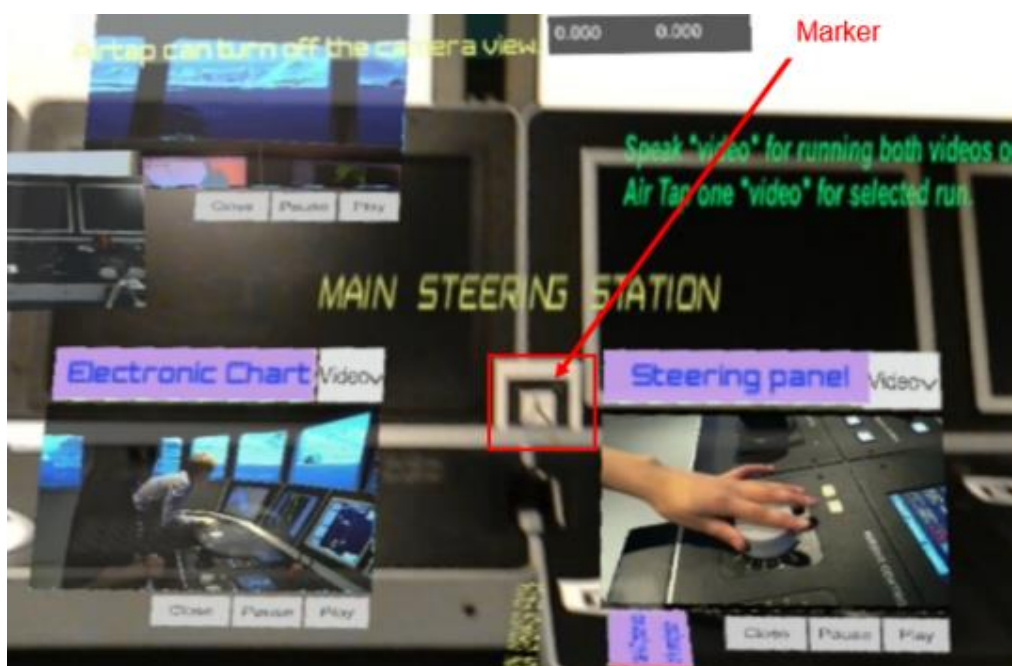 Marker
0.000 0.000
Airtap can turn off the camera view.
Speak "video" for running both videos or
Air Tap one "video" for selected run.
Close Pause Play
MAIN STEERING STATION
Electronic Chart Video
Steering panel Video
Close Pause Play
Close Pause Play